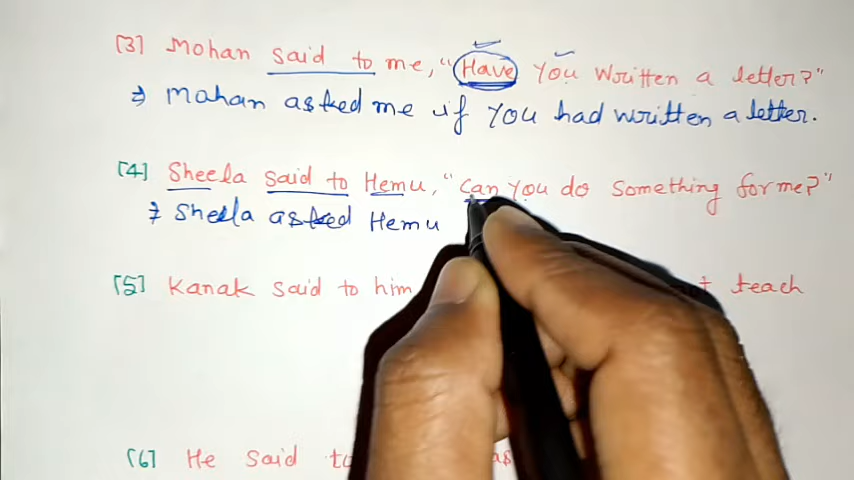 [3] Mohan said to me, "Have you written a letter?"
⇒ Mohan asked me if you had written a letter.
[4] Sheela said to Hemu, "Can you do something for me?"
⇒ Sheela asked Hemu
[5] Kanak said to him teach
[6] He said